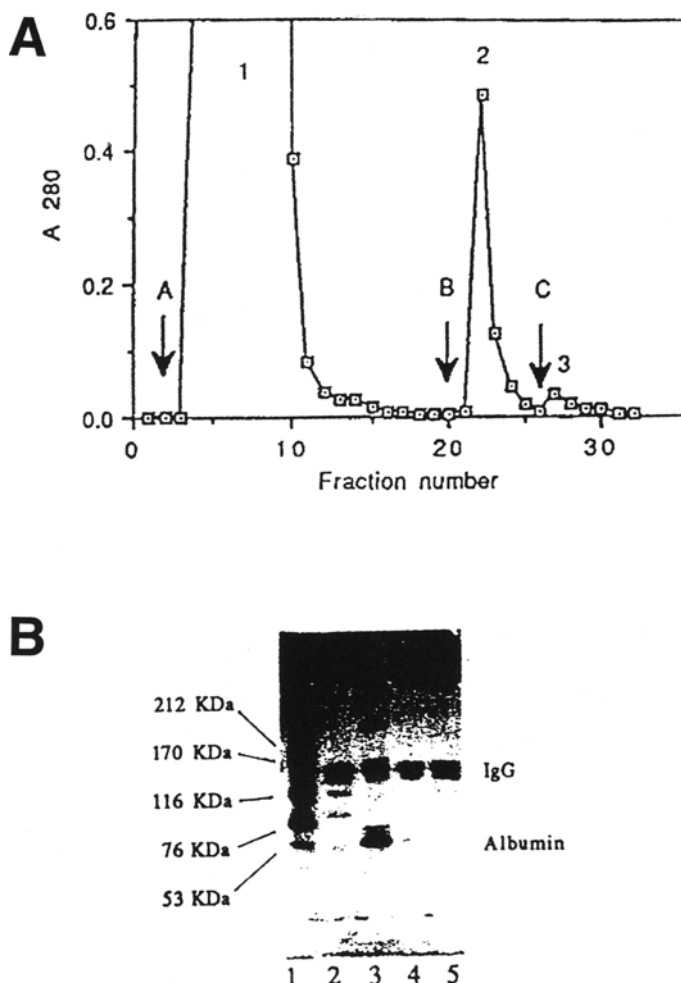 A
0.6
1
2
A 280
0.4
0.2
A
B
C
3
0.0
0
10
20
30
Fraction number
B
212 KDa
170 KDa
IgG
116 KDa
76 KDa
Albumin
53 KDa
1 2 3 4 5